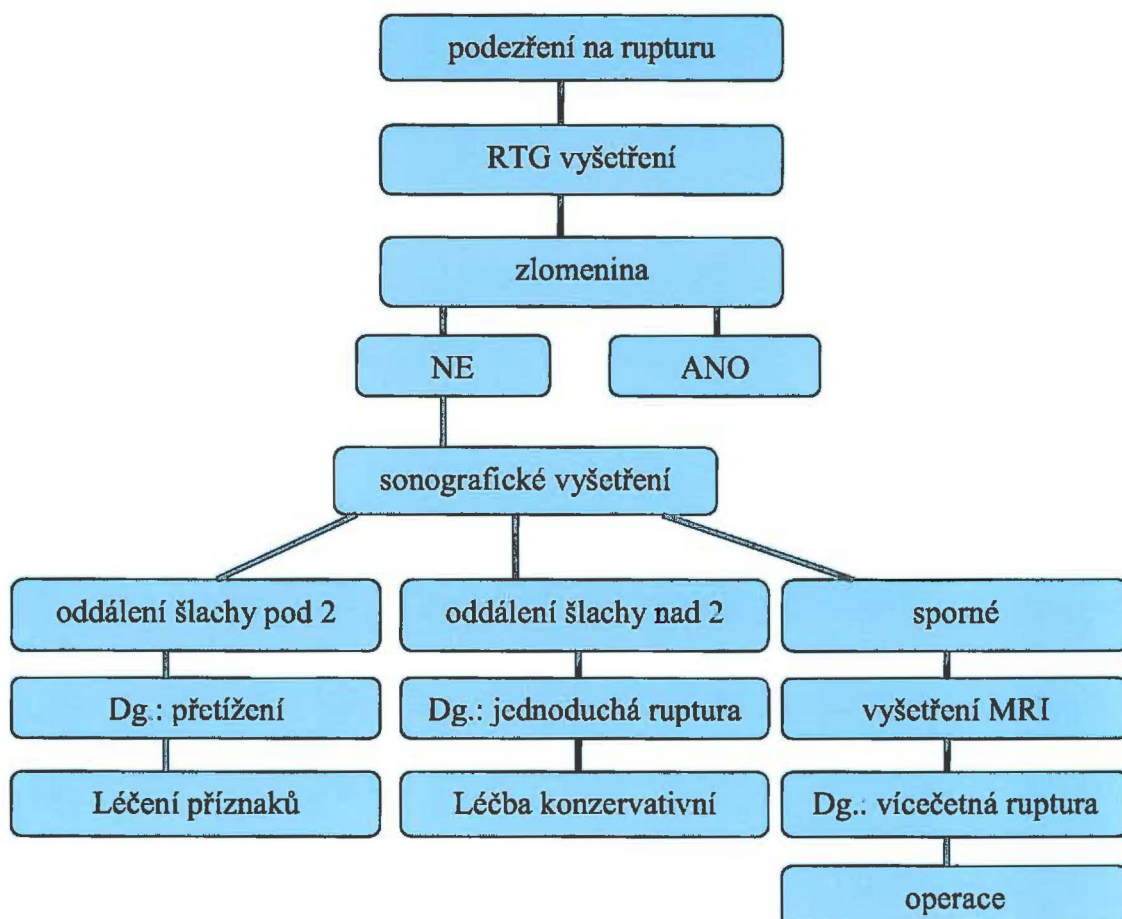 podezření na rupturu
RTG vyšetření
zlomenina
NE
ANO
sonografické vyšetření
oddálení šlachy pod 2
oddálení šlachy nad 2
sporné
Dg.: přetížení
Dg.: jednoduchá ruptura
vyšetření MRI
Léčení příznaků
Léčba konzervativní
Dg.: vícečetná ruptura
operace